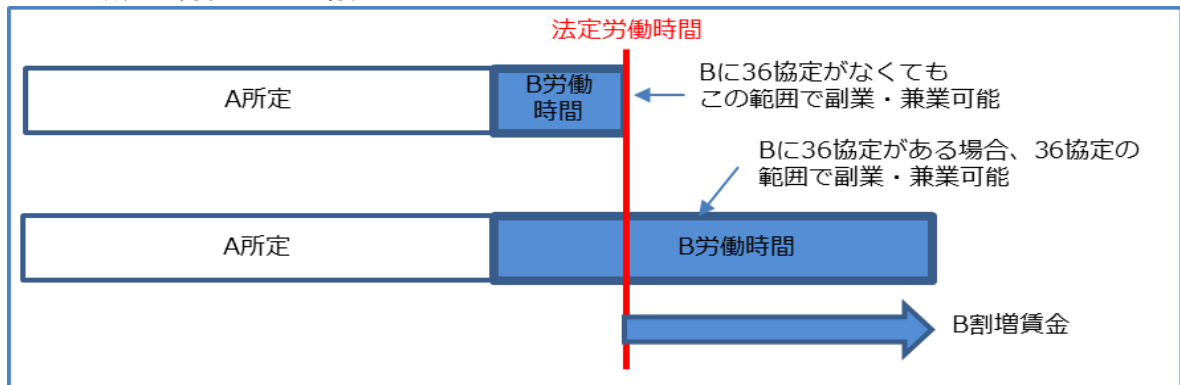 法定労働時間
A所定
B労働
時間
Bに36協定がなくても
この範囲で副業・兼業可能
Bに36協定がある場合、36協定の
範囲で副業・兼業可能
A所定
B労働時間
B割増賃金